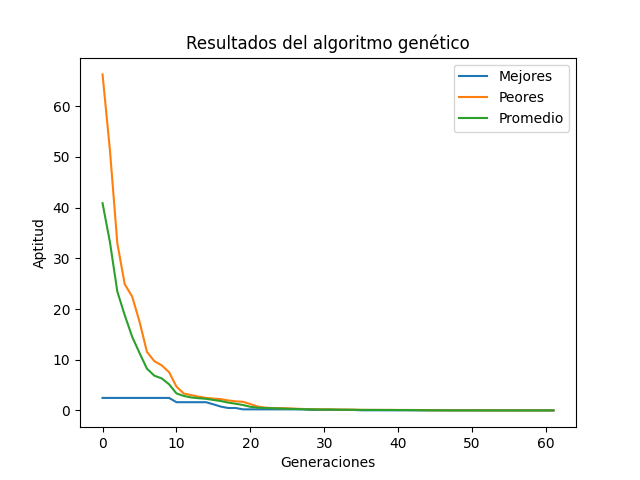 Resultados del algoritmo genético
Mejores
Peores
Promedio
Aptitud
60
50
40
30
20
10
0
0 10 20 30 40 50 60
Generaciones